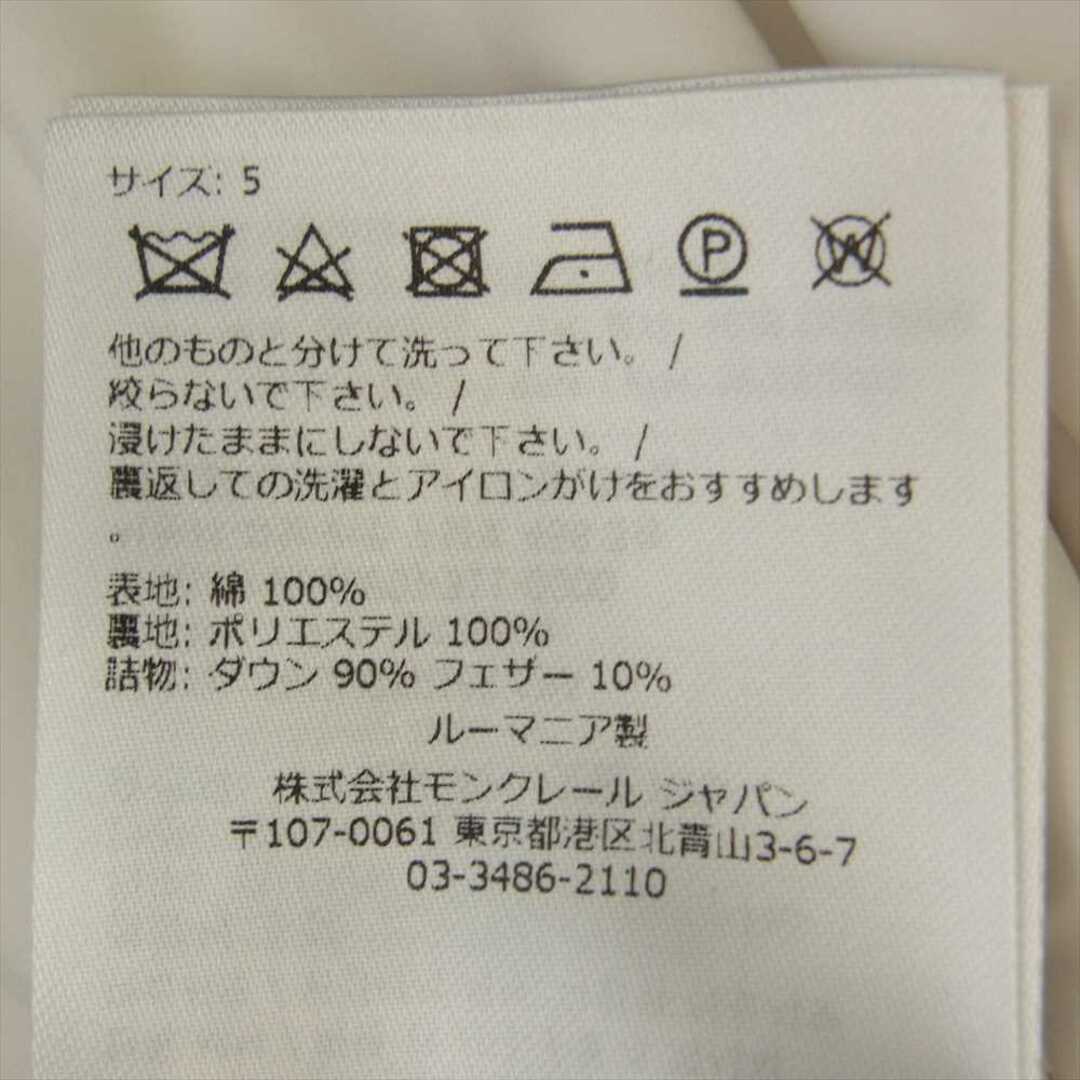 サイズ: 5
P W
他のものと分けて洗って下さい。 /
絞らないで下さい。 /
浸けたままにしないで下さい。 /
裏返しての洗濯とアイロンがけをおすすめします
。
表地: 綿 100%
裏地: ポリエステル 100%
詰物: ダウン 90% フェザー 10%
ルーマニア製
株式会社モンクレール ジャパン
〒107-0061 東京都港区北青山3-6-7
03-3486-2110